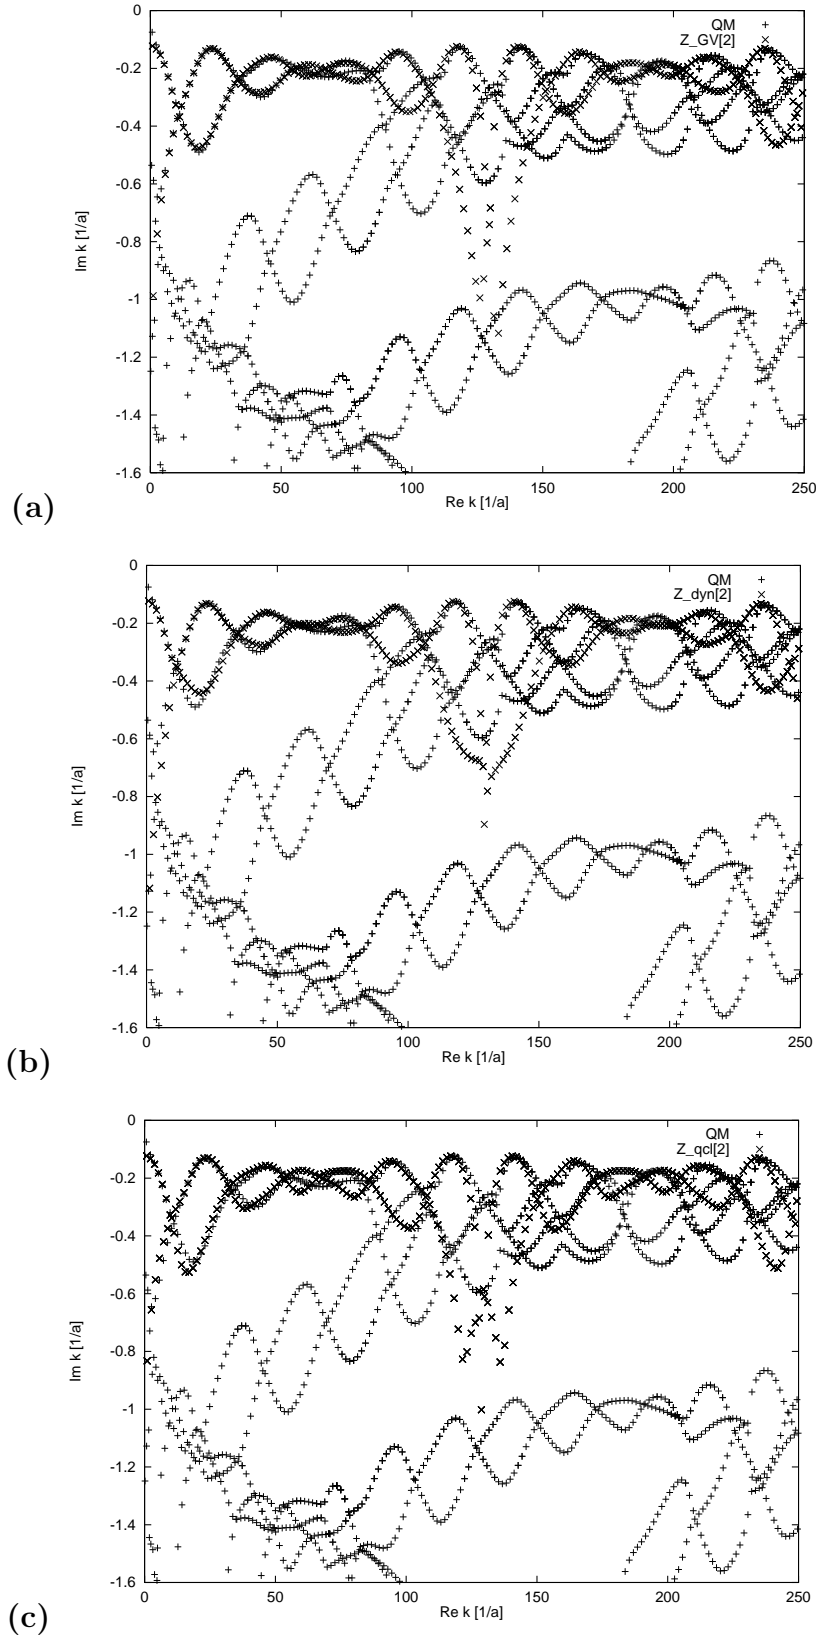 0
-0.2
-0.4
-0.6
-0.8
-1
-1.2
-1.4
-1.6
Im k [1/a]
QM
Z_GV[2]
0 50 100 150 200 250
Re k [1/a]
(a)
0
-0.2
-0.4
-0.6
-0.8
-1
-1.2
-1.4
-1.6
Im k [1/a]
QM
Z_dyn[2]
0 50 100 150 200 250
Re k [1/a]
(b)
0
-0.2
-0.4
-0.6
-0.8
-1
-1.2
-1.4
-1.6
Im k [1/a]
QM
Z_qcl[2]
0 50 100 150 200 250
Re k [1/a]
(c)